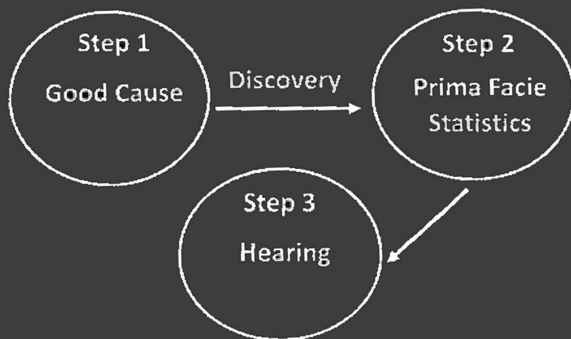 Step 1
Good Cause
Discovery
Step 2
Prima Facie
Statistics
Step 3
Hearing